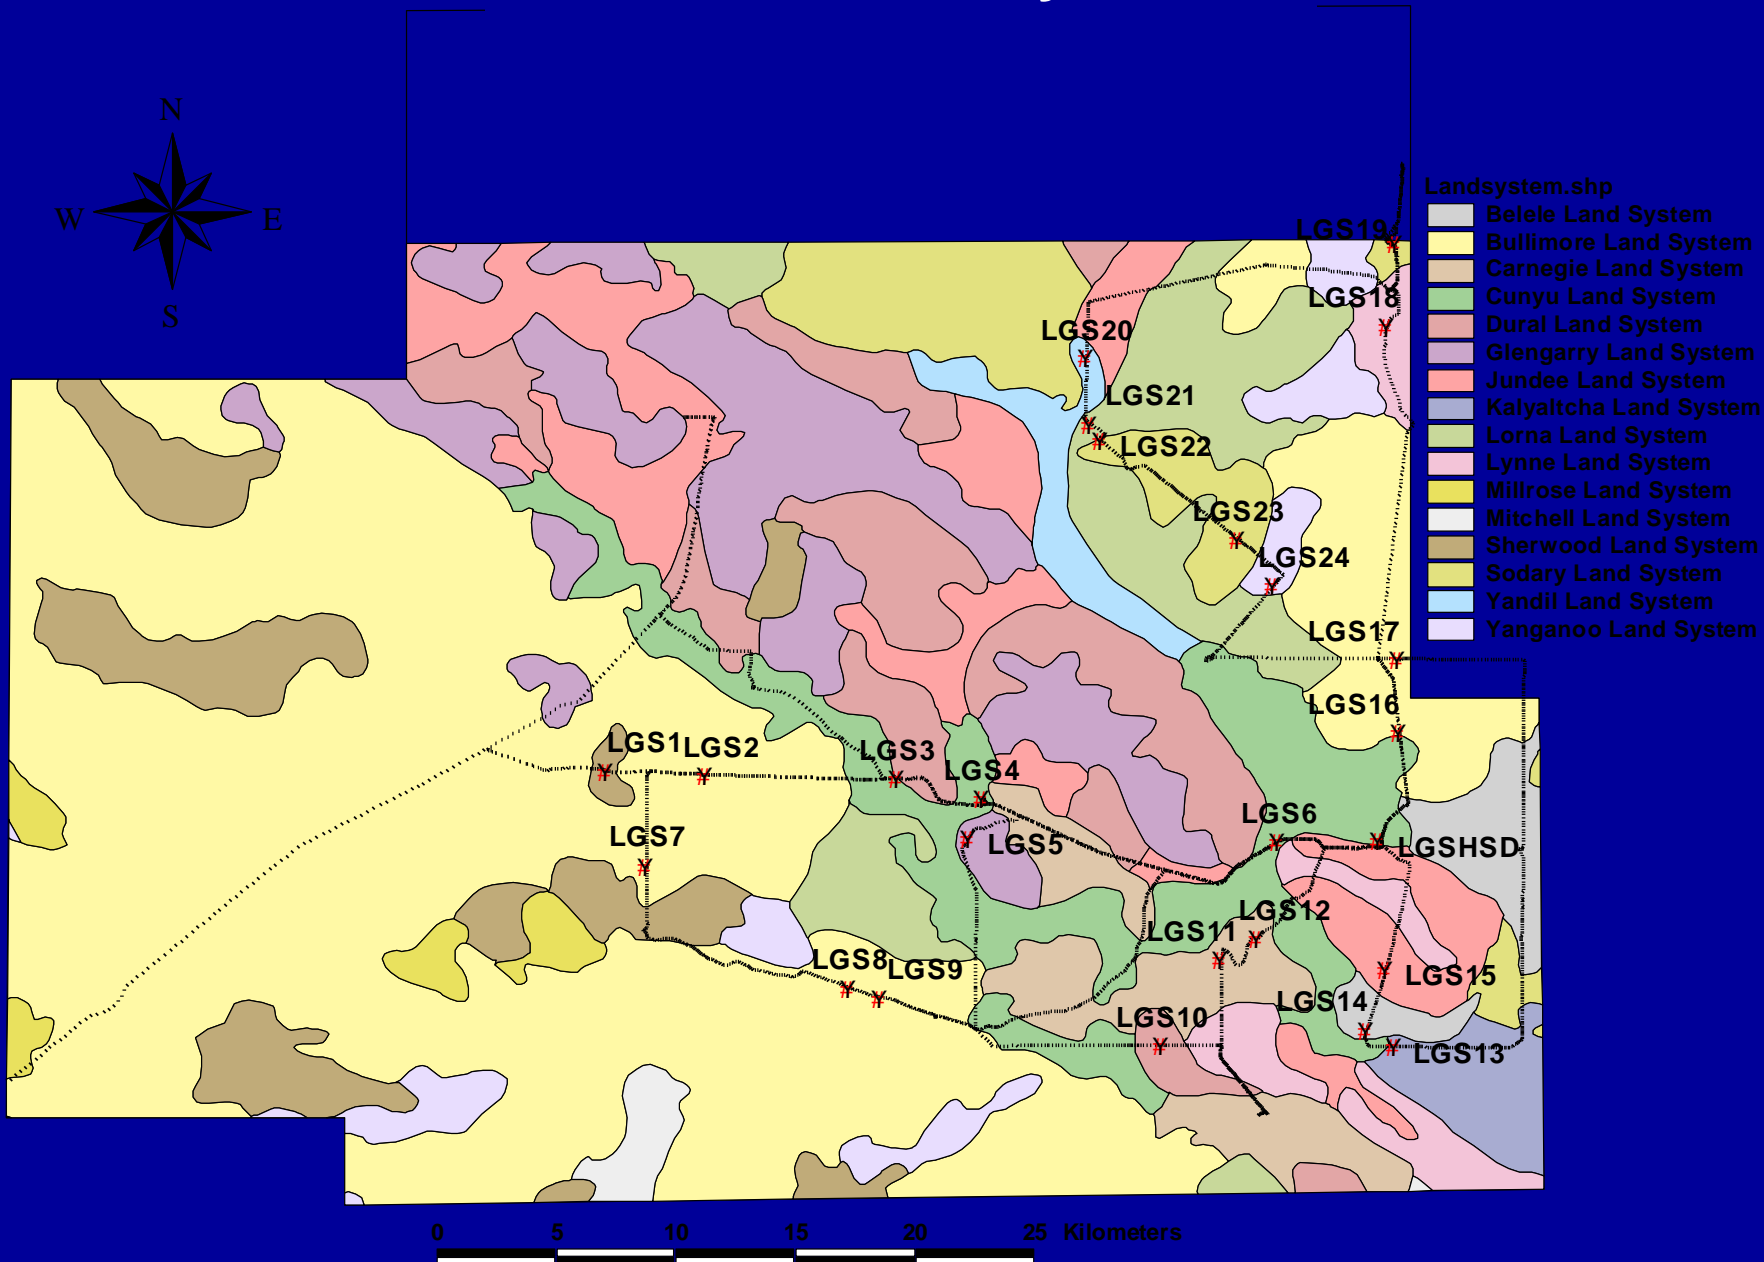 N
W E
S
Landsystem.shp
Belele Land System
Bullimore Land System
Carnegie Land System
Cunyu Land System
Dural Land System
Glengarry Land System
Jundee Land System
Kalyaltcha Land System
Lorna Land System
Lynne Land System
Millrose Land System
Mitchell Land System
Sherwood Land System
Sodary Land System
Yandil Land System
Yanganoo Land System
LGS19
LGS18
LGS20
LGS21
LGS22
LGS23
LGS24
LGS17
LGS16
LGS1 LGS2 LGS3
LGS4
LGS6
LGS7 LGS5 LGSHSD
LGS12
LGS11
LGS8 LGS9 LGS15
LGS14
LGS10
LGS13
0 5 10 15 20 25 Kilometers